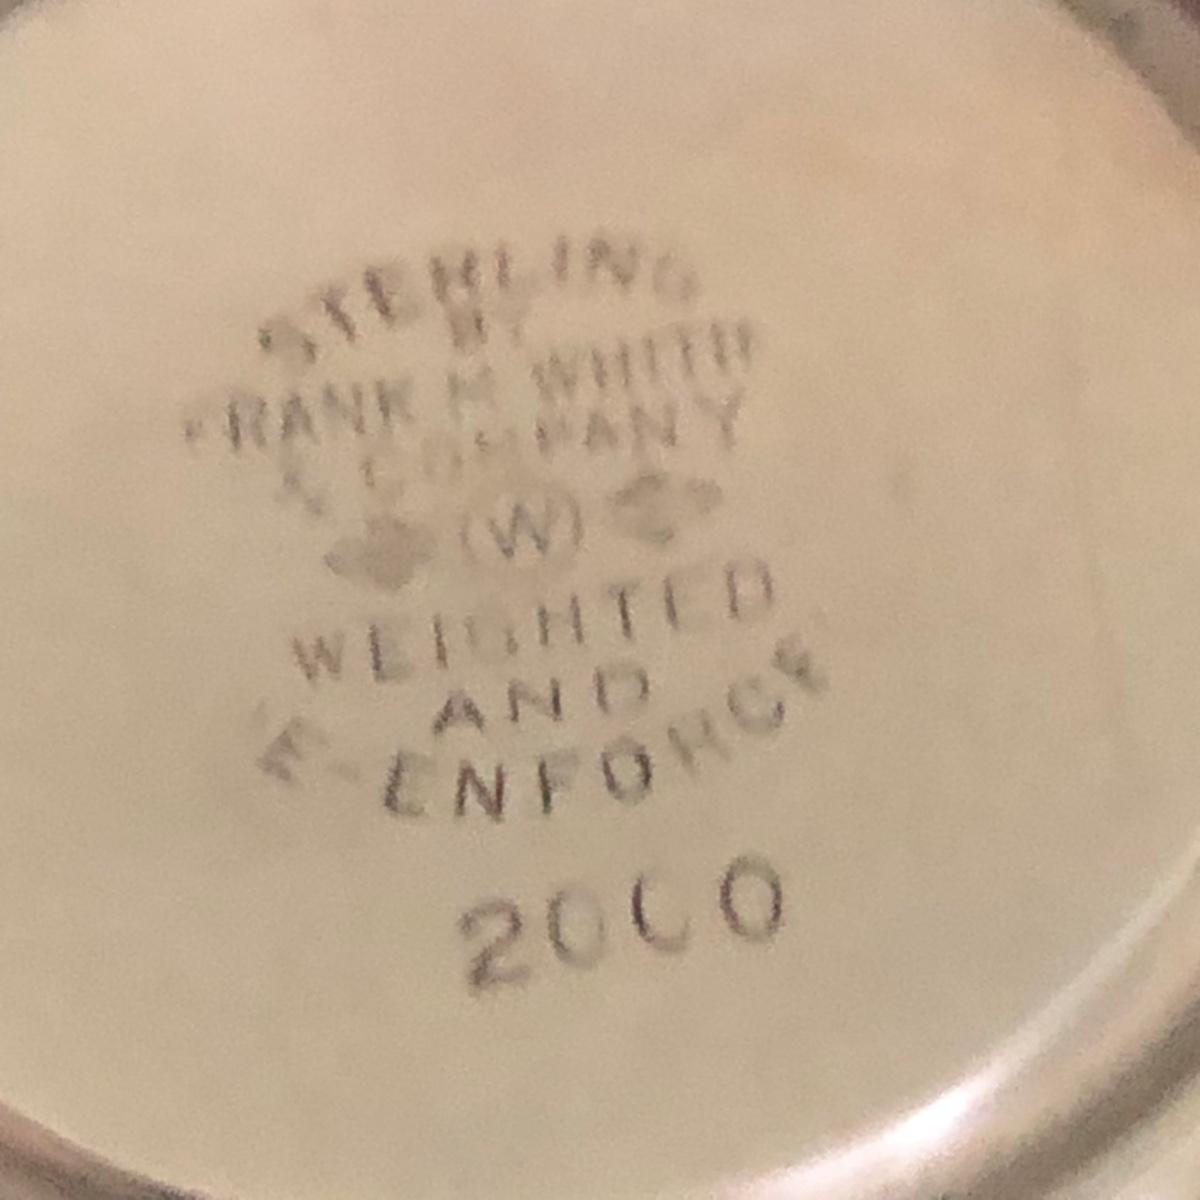 STERLING
BY
FRANK M WHITING
& COMPANY
(W)
WEIGHTED
AND
RE-ENFORCED
2000